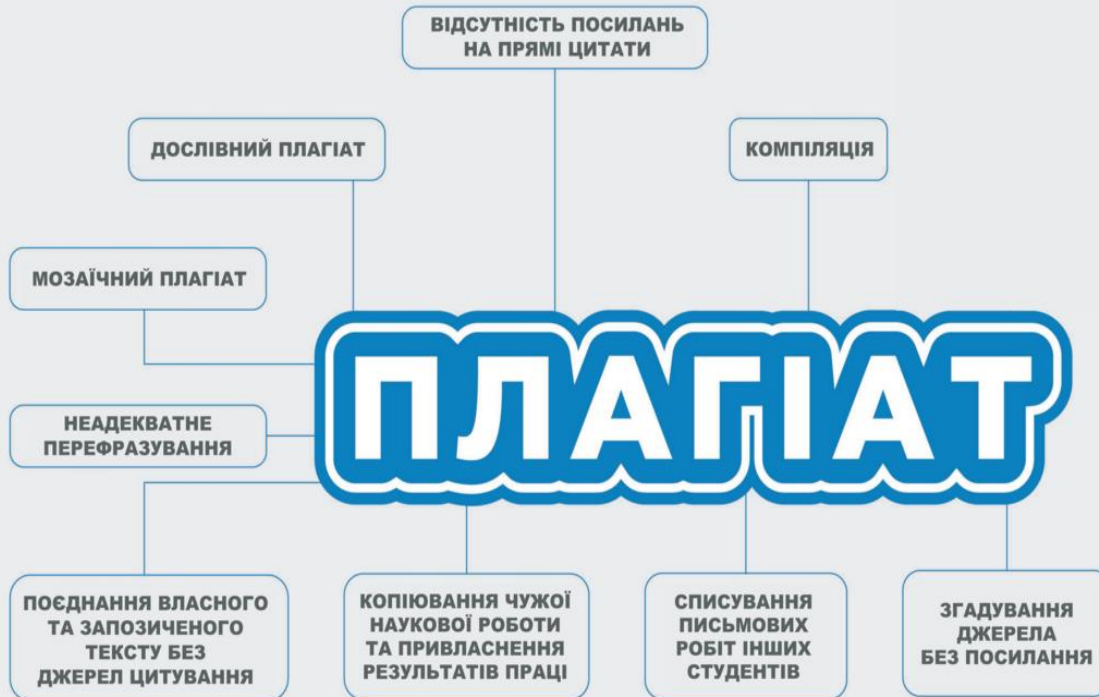 ВІДСУТНІСТЬ ПОСИЛАНЬ
НА ПРЯМІ ЦИТАТИ
ДОСЛІВНИЙ ПЛАГІАТ
КОМПІЛЯЦІЯ
МОЗАЇЧНИЙ ПЛАГІАТ
ПЛАГІАТ
НЕАДЕКВАТНЕ
ПЕРЕФРАЗУВАННЯ
ПОЄДНАННЯ ВЛАСНОГО
ТА ЗАПОЗИЧЕНОГО
ТЕКСТУ БЕЗ
ДЖЕРЕЛ ЦИТУВАННЯ
КОПІЮВАННЯ ЧУЖОЇ
НАУКОВОЇ РОБОТИ
ТА ПРИВЛАСНЕННЯ
РЕЗУЛЬТАТІВ ПРАЦІ
СПИСУВАННЯ
ПИСЬМОВИХ
РОБІТ ІНШИХ
СТУДЕНТІВ
ЗГАДУВАННЯ
ДЖЕРЕЛА
БЕЗ ПОСИЛАННЯ